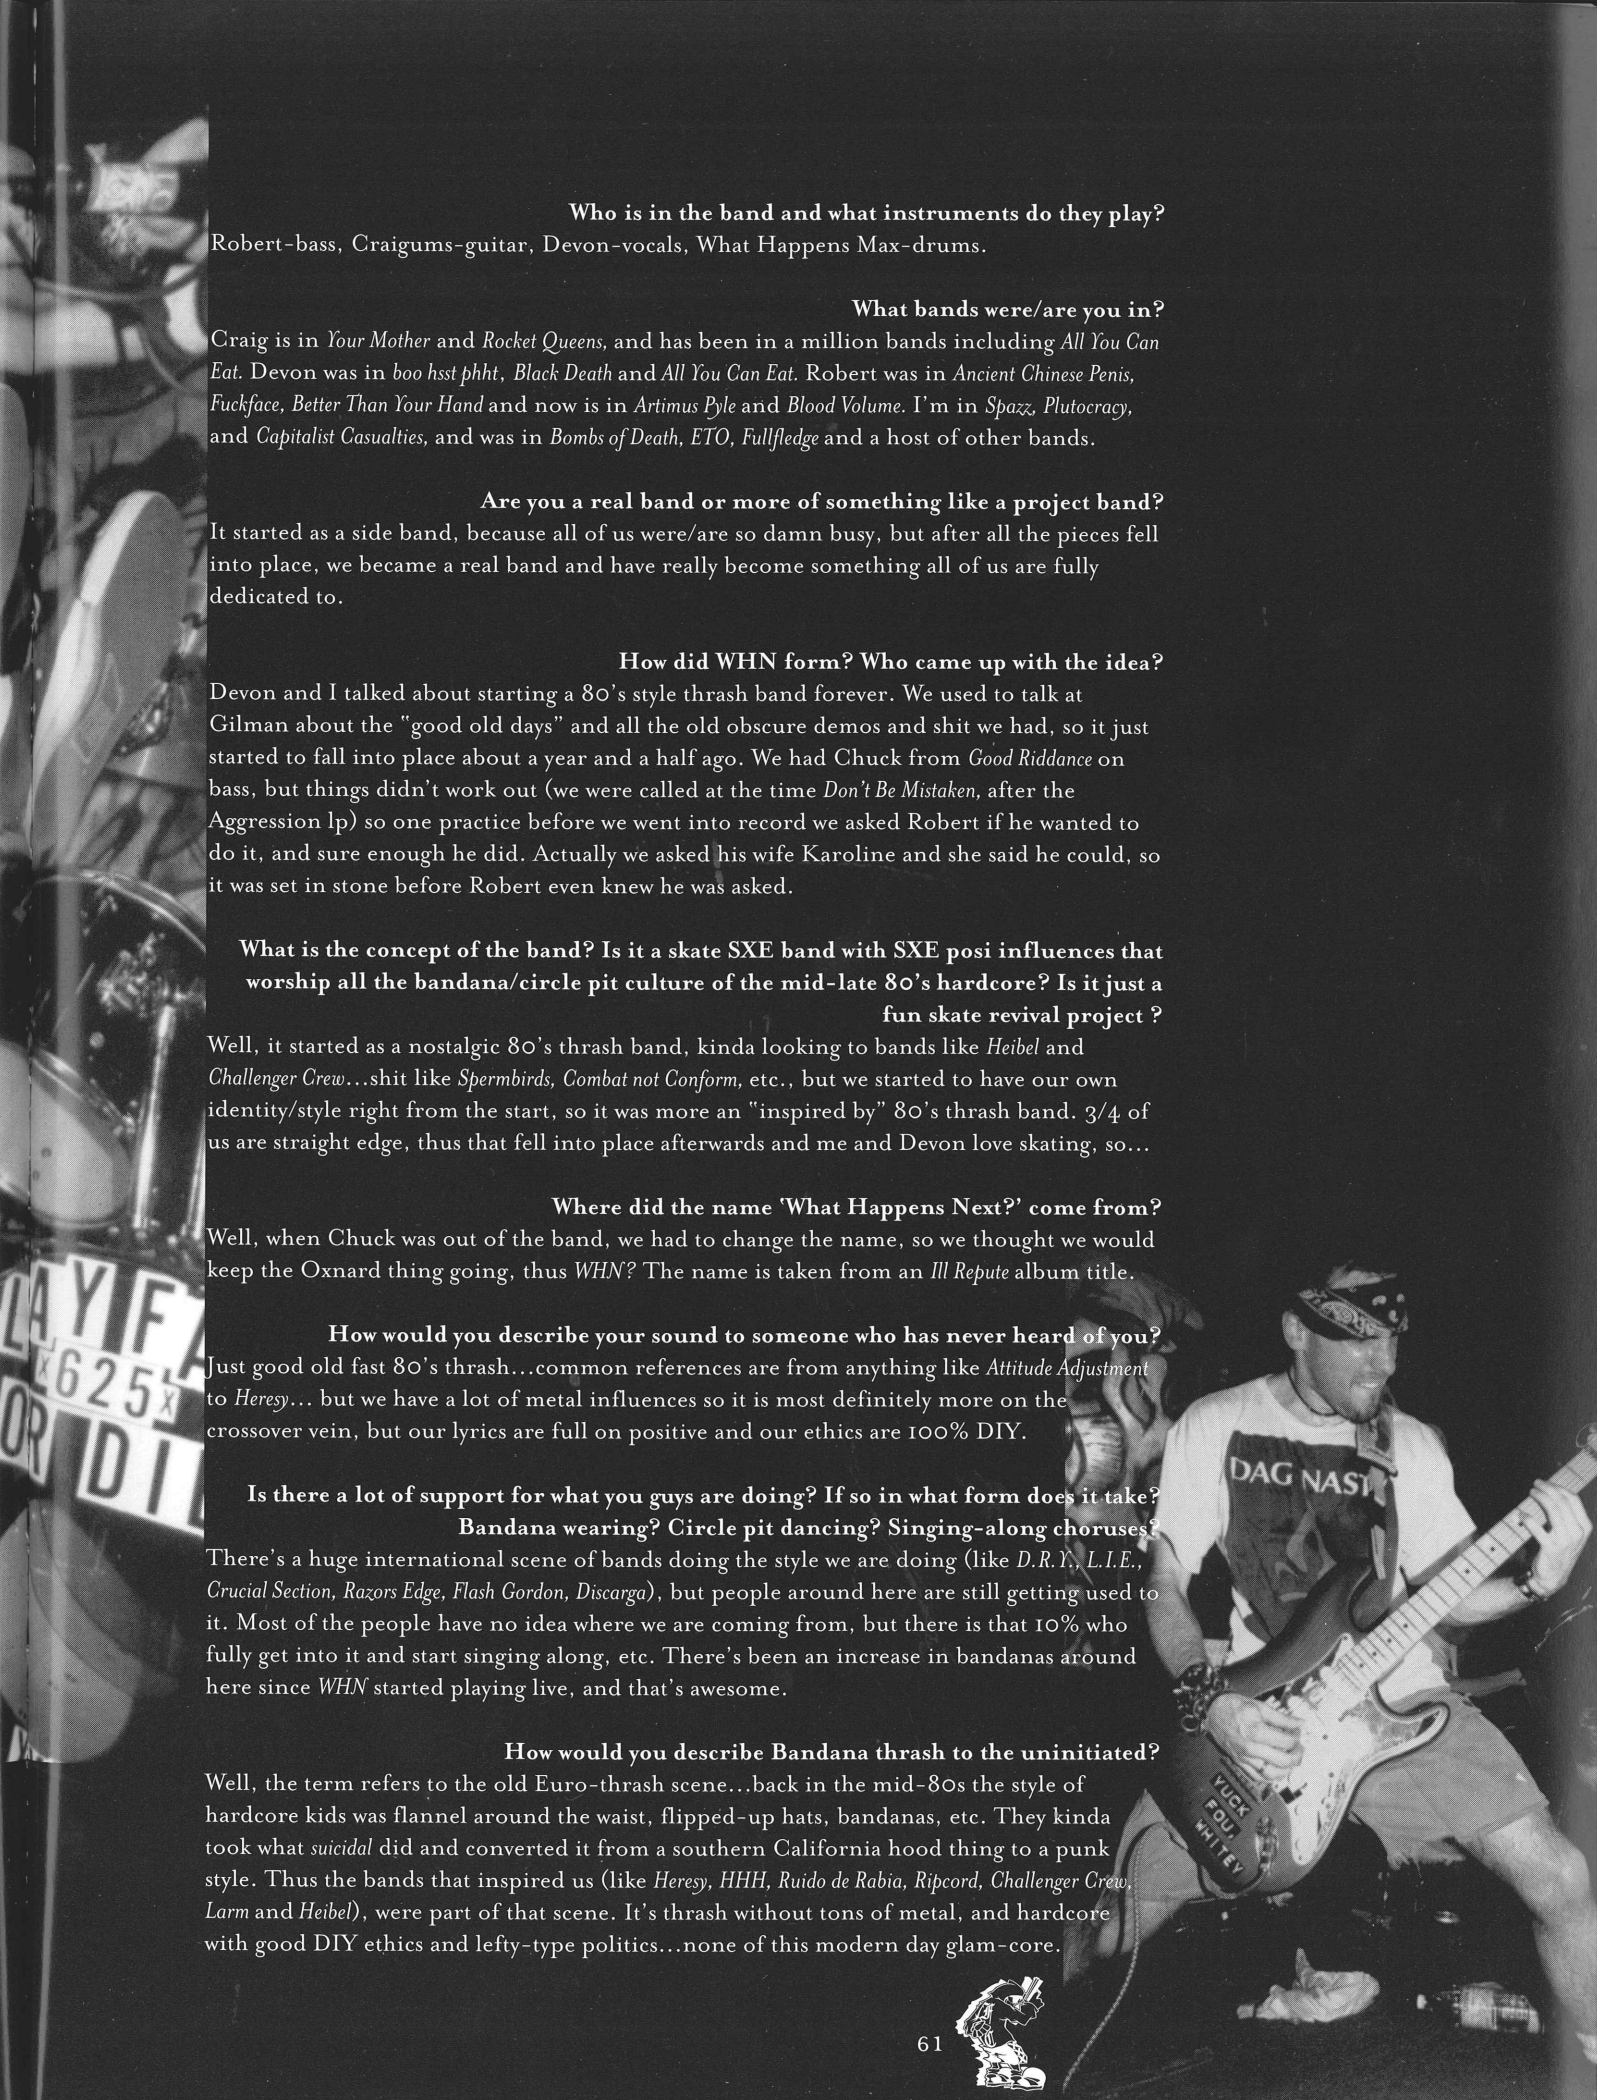 Who is in the band and what instruments do they play?
Robert-bass, Craigums-guitar, Devon-vocals, What Happens Max-drums.
What bands were/are you in?
Craig is in Your Mother and Rocket Queens, and has been in a million bands including All You Can
Eat. Devon was in boo hsst phht, Black Death and All You Can Eat. Robert was in Ancient Chinese Penis,
Fuckface, Better Than Your Hand and now is in Artimus Pyle and Blood Volume. I'm in Spazz, Plutocracy,
and Capitalist Casualties, and was in Bombs of Death, ETO, Fullfledge and a host of other bands.
Are you a real band or more of something like a project band?
It started as a side band, because all of us were/are so damn busy, but after all the pieces fell
into place, we became a real band and have really become something all of us are fully
dedicated to.
How did WHN form? Who came up with the idea?
Devon and I talked about starting a 80's style thrash band forever. We used to talk at
Gilman about the "good old days" and all the old obscure demos and shit we had, so it just
started to fall into place about a year and a half ago. We had Chuck from Good Riddance on
bass, but things didn't work out (we were called at the time Don't Be Mistaken, after the
Aggression lp) so one practice before we went into record we asked Robert if he wanted to
do it, and sure enough he did. Actually we asked his wife Karoline and she said he could, so
it was set in stone before Robert even knew he was asked.
What is the concept of the band? Is it a skate SXE band with SXE posi influences that
worship all the bandana/circle pit culture of the mid-late 80's hardcore? Is it just a
fun skate revival project ?
Well, it started as a nostalgic 80's thrash band, kinda looking to bands like Heibel and
Challenger Crew...shit like Spermbirds, Combat not Conform, etc., but we started to have our own
identity/style right from the start, so it was more an "inspired by" 80's thrash band. 3/4 of
us are straight edge, thus that fell into place afterwards and me and Devon love skating, so...
Where did the name 'What Happens Next?' come from?
Well, when Chuck was out of the band, we had to change the name, so we thought we would
keep the Oxnard thing going, thus WHN? The name is taken from an Ill Repute album title.
How would you describe your sound to someone who has never heard of you?
Just good old fast 80's thrash...common references are from anything like Attitude Adjustment
to Heresy... but we have a lot of metal influences so it is most definitely more on the
crossover vein, but our lyrics are full on positive and our ethics are 100% DIY.
Is there a lot of support for what you guys are doing? If so in what form does it take?
Bandana wearing? Circle pit dancing? Singing-along choruses?
There's a huge international scene of bands doing the style we are doing (like D.R.Y., L.I.E.,
Crucial Section, Razors Edge, Flash Gordon, Discarga), but people around here are still getting used to
it. Most of the people have no idea where we are coming from, but there is that 10% who
fully get into it and start singing along, etc. There's been an increase in bandanas around
here since WHN started playing live, and that's awesome.
How would you describe Bandana thrash to the uninitiated?
Well, the term refers to the old Euro-thrash scene...back in the mid-80s the style of
hardcore kids was flannel around the waist, flipped-up hats, bandanas, etc. They kinda
took what suicidal did and converted it from a southern California hood thing to a punk
style. Thus the bands that inspired us (like Heresy, HHH, Ruido de Rabia, Ripcord, Challenger Crew,
Larm and Heibel), were part of that scene. It's thrash without tons of metal, and hardcore
with good DIY ethics and lefty-type politics...none of this modern day glam-core.
61
LAYFA
x625x
OR DIE
DAG NAST
YUCK
FOU,
WHITEY